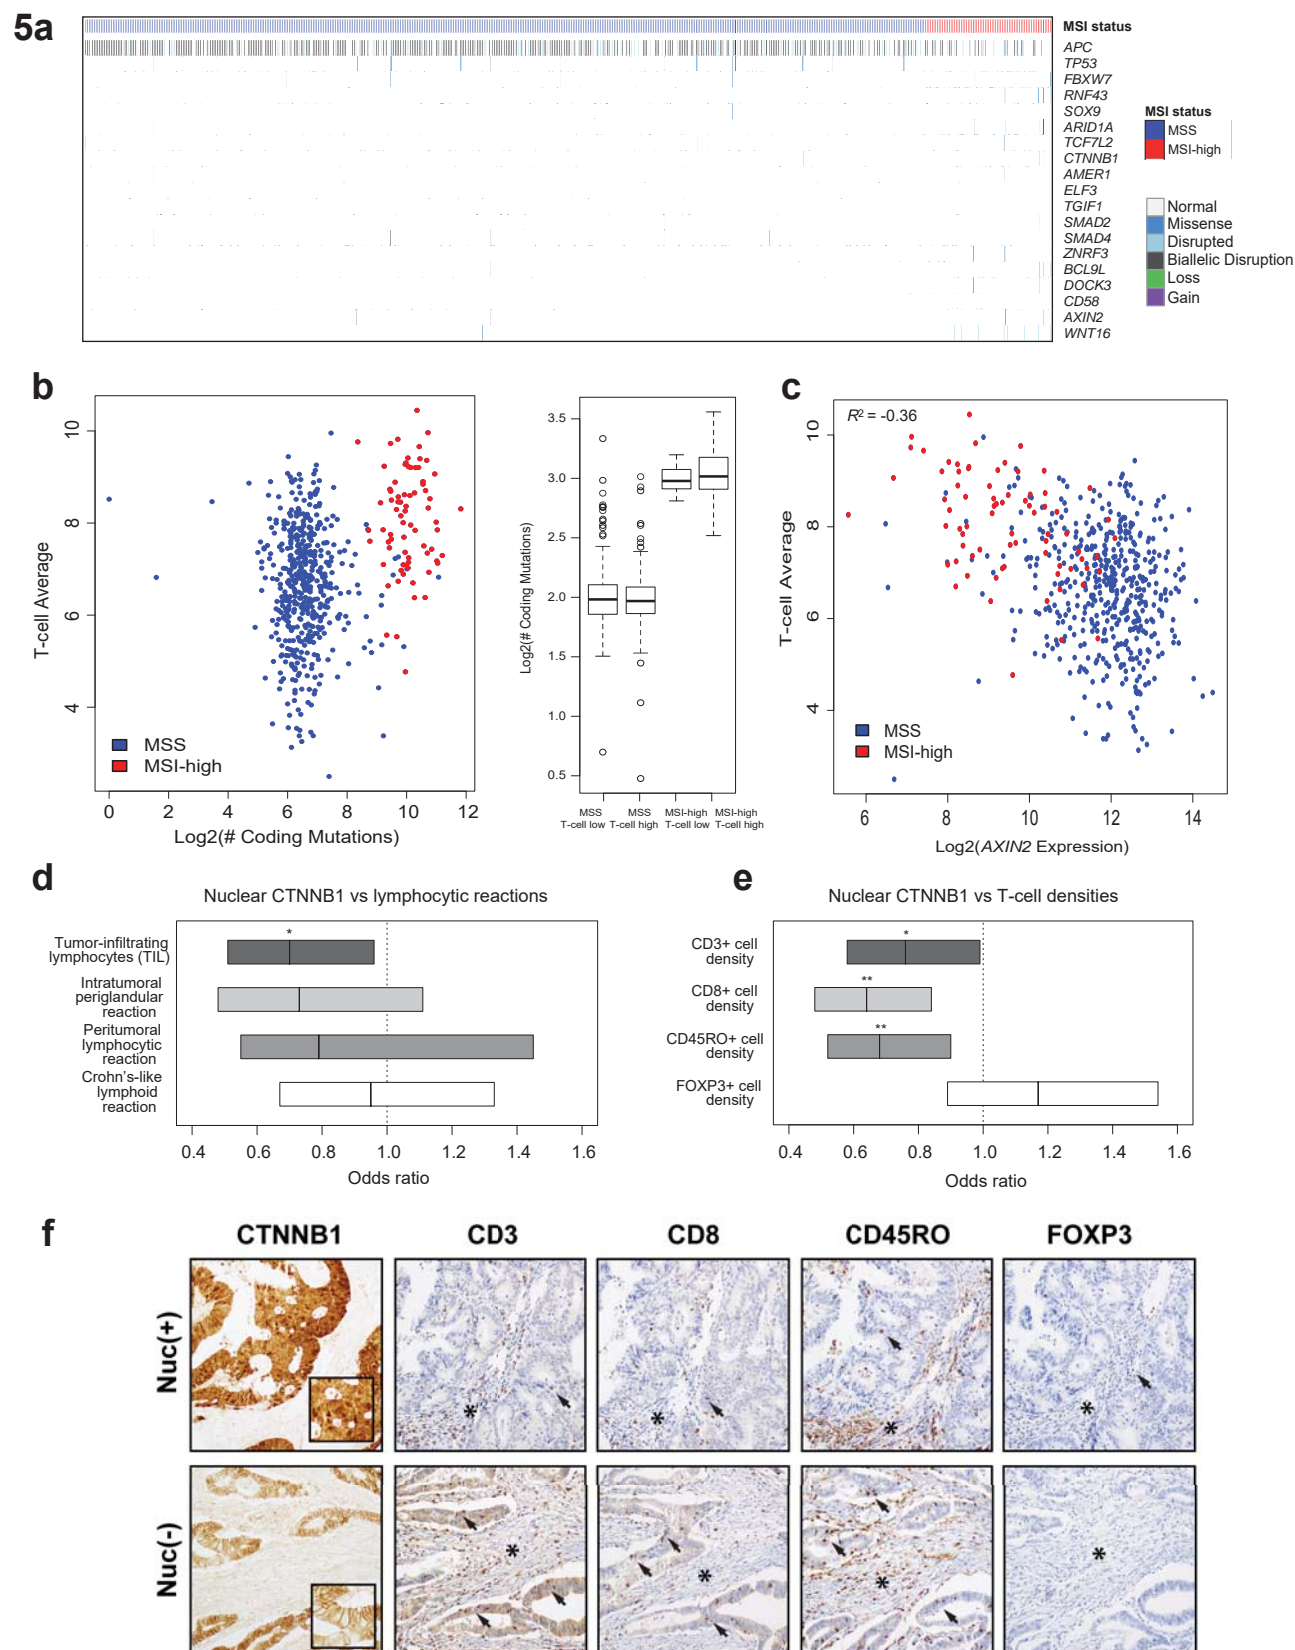 5a
MSI status
APC
TP53
FBXW7
RNF43
SOX9
ARID1A
TCF7L2
CTNNB1
AMER1
ELF3
TGIF1
SMAD2
SMAD4
ZNRF3
BCL9L
DOCK3
CD58
AXIN2
WNT16
MSI status
MSS
MSI-high
Normal
Missense
Disrupted
Biallelic Disruption
Loss
Gain
b
T-cell Average
10
8
6
4
MSS
MSI-high
0 2 4 6 8 10 12
Log2(# Coding Mutations)
Log2(# Coding Mutations)
3.5
3.0
2.5
2.0
1.5
1.0
0.5
MSS MSS MSI-high MSI-high
T-cell low T-cell high T-cell low T-cell high
c
R² = -0.36
T-cell Average
10
8
6
4
MSS
MSI-high
6 8 10 12 14
Log2(AXIN2 Expression)
d
Nuclear CTNNB1 vs lymphocytic reactions
Tumor-infiltrating
lymphocytes (TIL)
*
Intratumoral
periglandular
reaction
Peritumoral
lymphocytic
reaction
Crohn's-like
lymphoid
reaction
0.4 0.6 0.8 1.0 1.2 1.4 1.6
Odds ratio
e
Nuclear CTNNB1 vs T-cell densities
CD3+ cell
density
*
CD8+ cell
density
**
CD45RO+ cell
density
**
FOXP3+ cell
density
0.4 0.6 0.8 1.0 1.2 1.4 1.6
Odds ratio
f
CTNNB1 CD3 CD8 CD45RO FOXP3
Nuc(+)
* * * *
Nuc(-)
* * * *